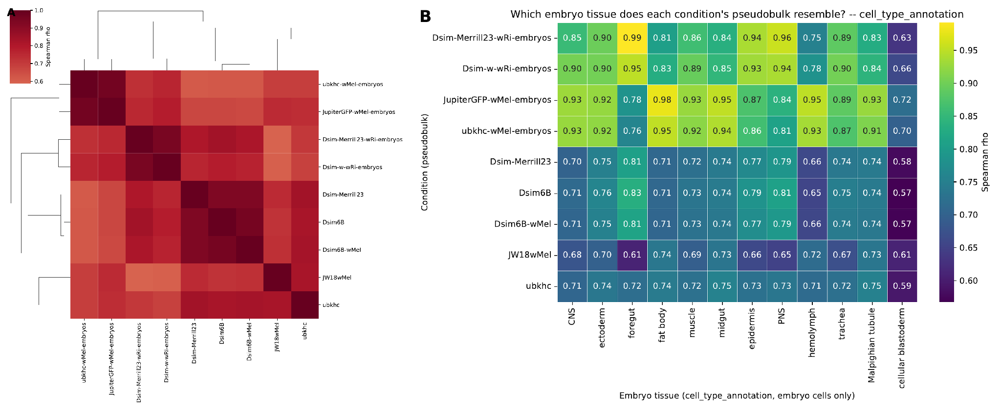 A
1.0
0.9
0.8
0.7
0.6
Spearman rho
ubkhc-wMel-embryos
JupiterGFP-wMel-embryos
Dsim-Merrill23-wRi-embryos
Dsim-w-wRi-embryos
Dsim-Merrill23
Dsim6B
Dsim6B-wMel
JW18wMel
ubkhc
ubkhc-wMel-embryos
JupiterGFP-wMel-embryos
Dsim-Merrill23-wRi-embryos
Dsim-w-wRi-embryos
Dsim-Merrill23
Dsim6B
Dsim6B-wMel
JW18wMel
ubkhc
B
Which embryo tissue does each condition's pseudobulk resemble? -- cell_type_annotation
Condition (pseudobulk)
Dsim-Merrill23-wRi-embryos 0.85 0.90 0.99 0.81 0.86 0.84 0.94 0.96 0.75 0.89 0.83 0.63
Dsim-w-wRi-embryos 0.90 0.90 0.95 0.83 0.89 0.85 0.93 0.94 0.78 0.90 0.84 0.66
JupiterGFP-wMel-embryos 0.93 0.92 0.78 0.98 0.93 0.95 0.87 0.84 0.95 0.89 0.93 0.72
ubkhc-wMel-embryos 0.93 0.92 0.76 0.95 0.92 0.94 0.86 0.81 0.93 0.87 0.91 0.70
Dsim-Merrill23 0.70 0.75 0.81 0.71 0.72 0.74 0.77 0.79 0.66 0.74 0.74 0.58
Dsim6B 0.71 0.76 0.83 0.71 0.73 0.74 0.79 0.81 0.65 0.75 0.74 0.57
Dsim6B-wMel 0.71 0.75 0.81 0.71 0.73 0.74 0.77 0.79 0.66 0.74 0.74 0.57
JW18wMel 0.68 0.70 0.61 0.74 0.69 0.73 0.66 0.65 0.72 0.67 0.73 0.61
ubkhc 0.71 0.74 0.72 0.74 0.72 0.75 0.73 0.73 0.71 0.72 0.75 0.59
CNS
ectoderm
foregut
fat body
muscle
midgut
epidermis
PNS
hemolymph
trachea
Malpighian tubule
cellular blastoderm
Embryo tissue (cell_type_annotation, embryo cells only)
0.95
0.90
0.85
0.80
0.75
0.70
0.65
0.60
Spearman rho